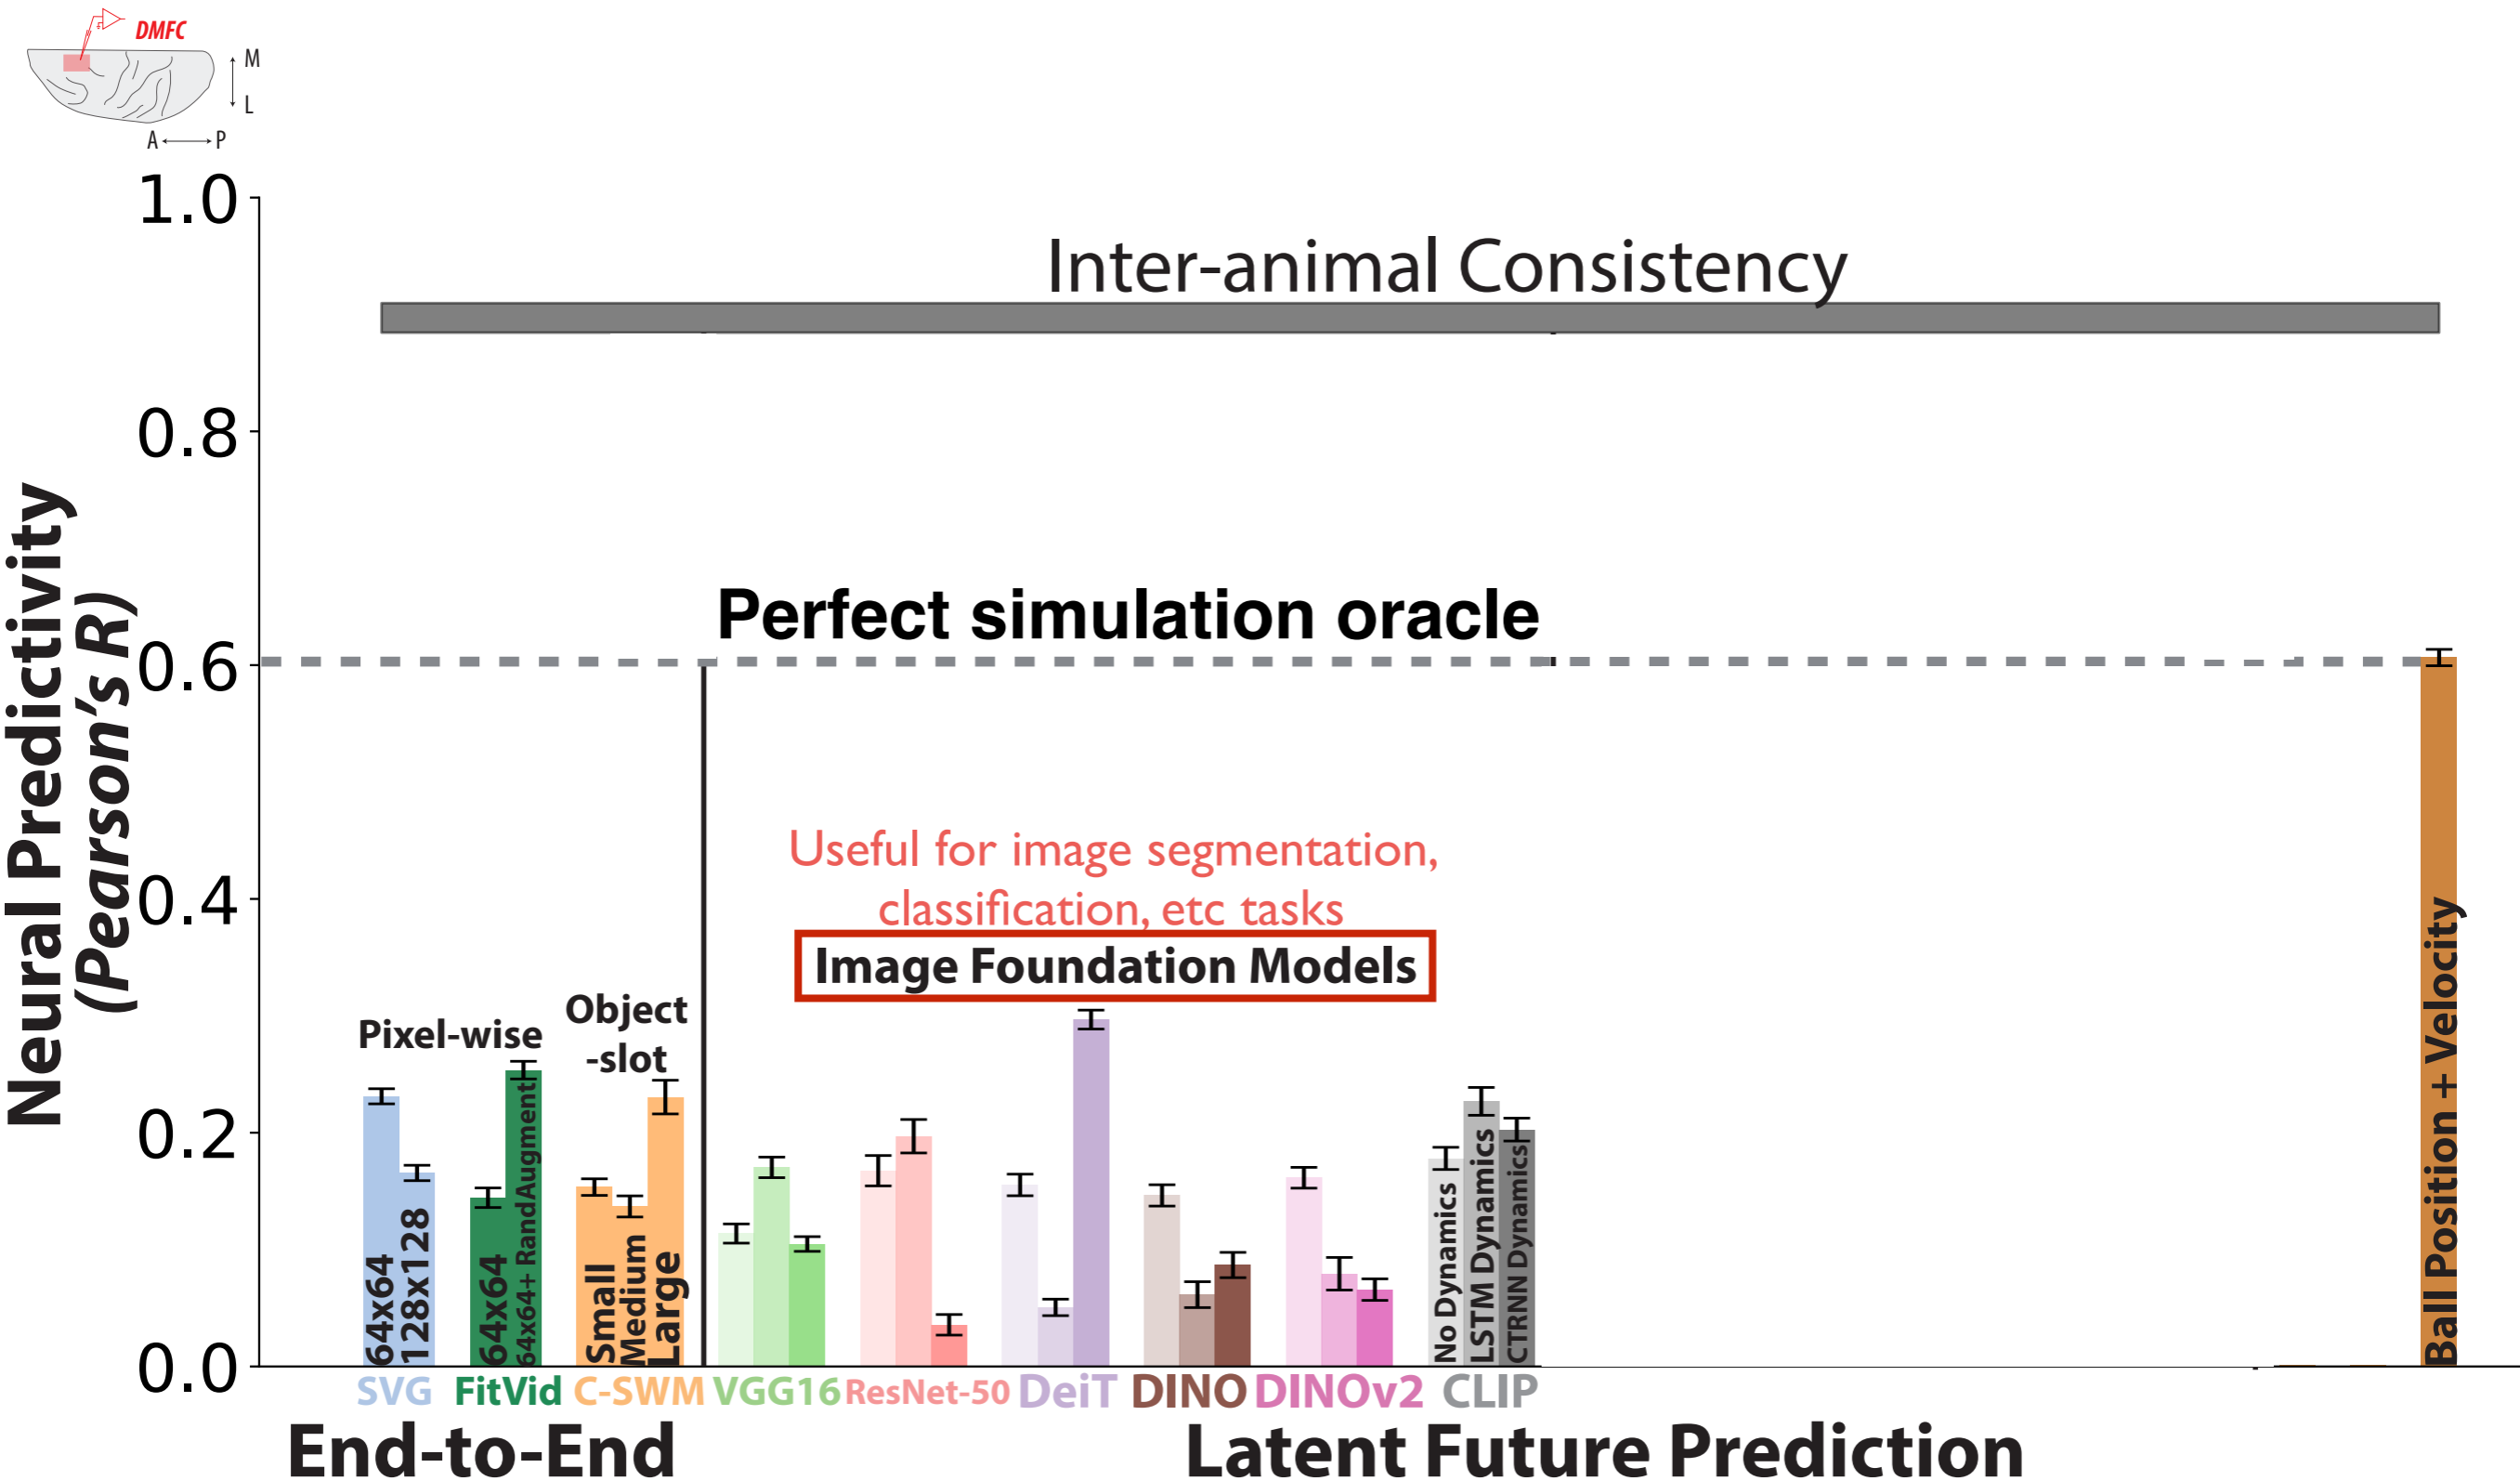 DMFC
M
L
A P
1.0
0.8
0.6
0.4
0.2
0.0
Neural Predictivity
(Pearson's R)
Inter-animal Consistency
Perfect simulation oracle
Useful for image segmentation,
classification, etc tasks
Image Foundation Models
Pixel-wise
Object
-slot
64x64
128x128
64x64
64x64+ RandAugment
Small
Medium
Large
No Dynamics
LSTM Dynamics
CTRNN Dynamics
Ball Position + Velocity
SVG FitVid C-SWM VGG16 ResNet-50 DeiT DINO DINOv2 CLIP
End-to-End Latent Future Prediction